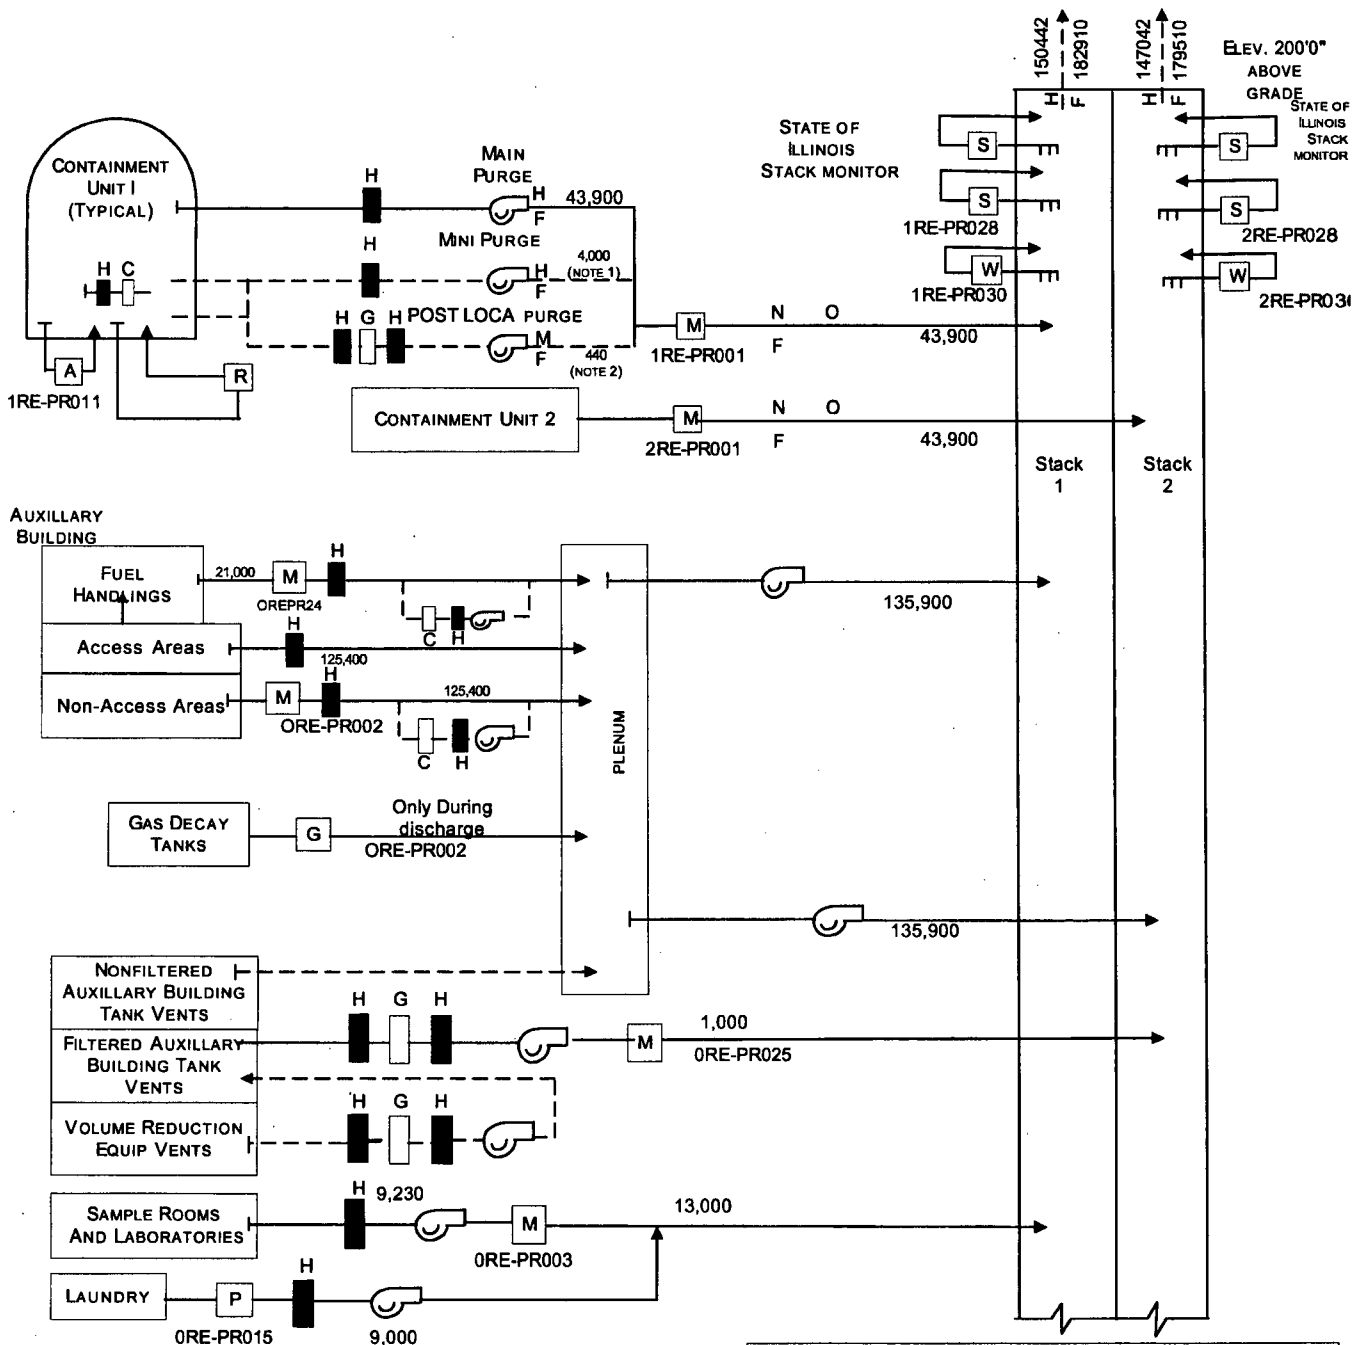 150442
182910
147042
179510
ELEV. 200'0"
ABOVE
GRADE
H
F
H
F
STATE OF
ILLINOIS
STACK
MONITOR
STATE OF
ILLINOIS
STACK MONITOR
S
S
S
1RE-PR028
S
2RE-PR028
W
1RE-PR030
W
2RE-PR03
CONTAINMENT
UNIT I
(TYPICAL)
H
MAIN
PURGE
H
F
43,900
H
MINI PURGE
H
F
4,000
(NOTE 1)
H
C
H
G
H
POST LOCA PURGE
M
F
440
(NOTE 2)
A
1RE-PR011
R
M
1RE-PR001
N
O
F
43,900
CONTAINMENT UNIT 2
M
2RE-PR001
N
O
F
43,900
Stack
1
Stack
2
AUXILLARY
BUILDING
FUEL
HANDLINGS
21,000
M
OREPR24
H
C
H
135,900
Access Areas
H
125,400
Non-Access Areas
M
ORE-PR002
H
125,400
C
H
PLENUM
GAS DECAY
TANKS
G
Only During
discharge
ORE-PR002
135,900
NONFILTERED
AUXILLARY BUILDING
TANK VENTS
FILTERED AUXILLARY
BUILDING TANK
VENTS
H
G
H
M
1,000
0RE-PR025
VOLUME REDUCTION
EQUIP VENTS
H
G
H
SAMPLE ROOMS
AND LABORATORIES
H
9,230
M
0RE-PR003
13,000
LAUNDRY
P
0RE-PR015
H
9,000